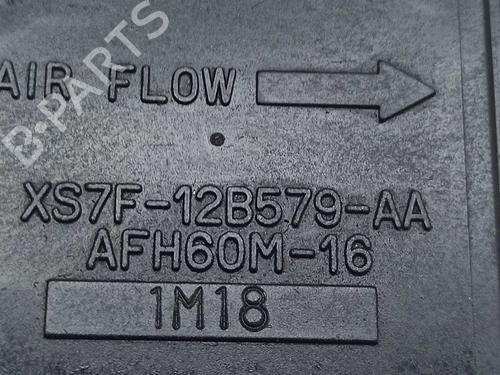 AIR FLOW
B-PARTS
XS7F-12B579-AA
AFH60M-16
1M18